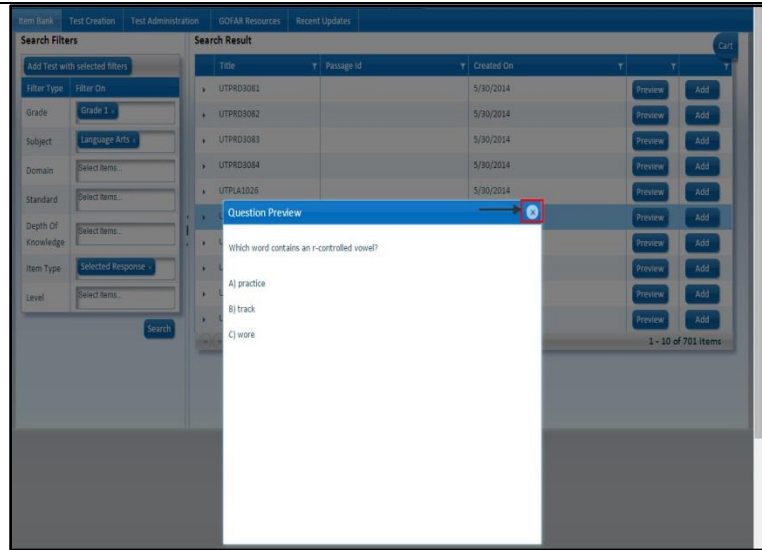 Item Bank Test Creation Test Administration GOFAR Resources Recent Updates
Search Filters
Search Result
Cart
Add Test with selected filters
Filter Type Filter On
Grade Grade 1 x
Subject Language Arts x
Domain Select Items...
Standard Select Items...
Depth Of
Knowledge Select Items...
Item Type Selected Response x
Level Select Items...
Search
Title Passage Id Created On
UTPRD3081 5/30/2014 Preview Add
UTPRD3082 5/30/2014 Preview Add
UTPRD3083 5/30/2014 Preview Add
UTPRD3084 5/30/2014 Preview Add
UTPLA1026 5/30/2014 Preview Add
Preview Add
Preview Add
Preview Add
Preview Add
Preview Add
1 - 10 of 701 items
Question Preview x
Which word contains an r-controlled vowel?
A) practice
B) track
C) wore